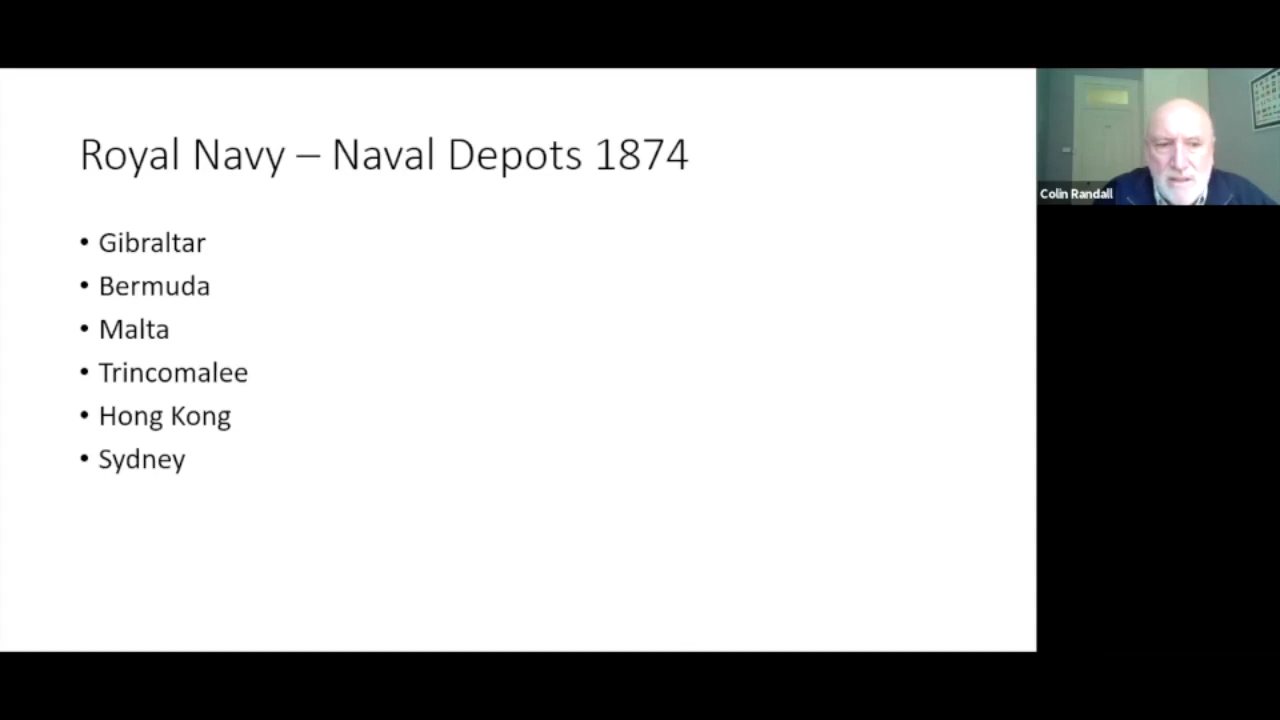 Royal Navy – Naval Depots 1874
• Gibraltar
• Bermuda
• Malta
• Trincomalee
• Hong Kong
• Sydney
Colin Randall